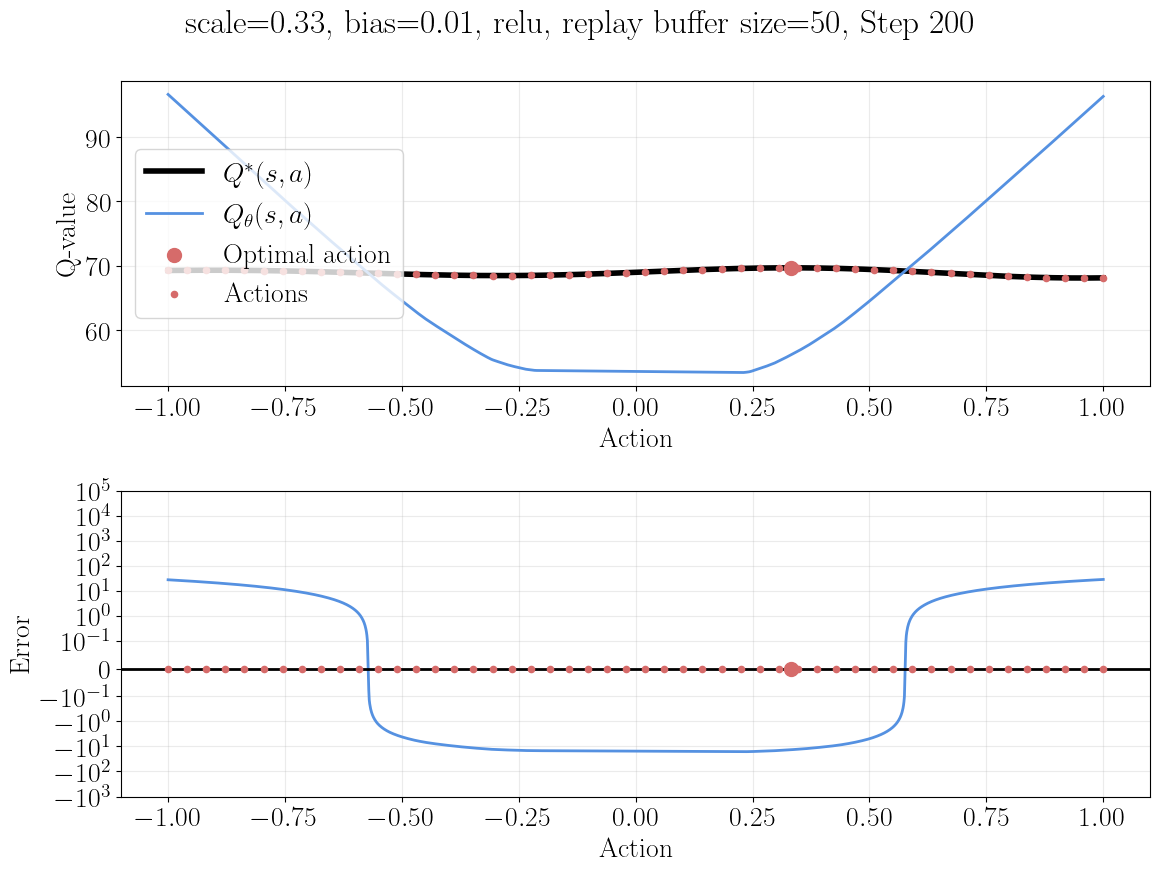 scale=0.33, bias=0.01, relu, replay buffer size=50, Step 200
Q-value
90
80
70
60
Q*(s, a)
Q_θ(s, a)
Optimal action
Actions
−1.00 −0.75 −0.50 −0.25 0.00 0.25 0.50 0.75 1.00
Action
Error
10^5
10^4
10^3
10^2
10^1
10^0
10^−1
0
−10^−1
−10^0
−10^1
−10^2
−10^3
−1.00 −0.75 −0.50 −0.25 0.00 0.25 0.50 0.75 1.00
Action